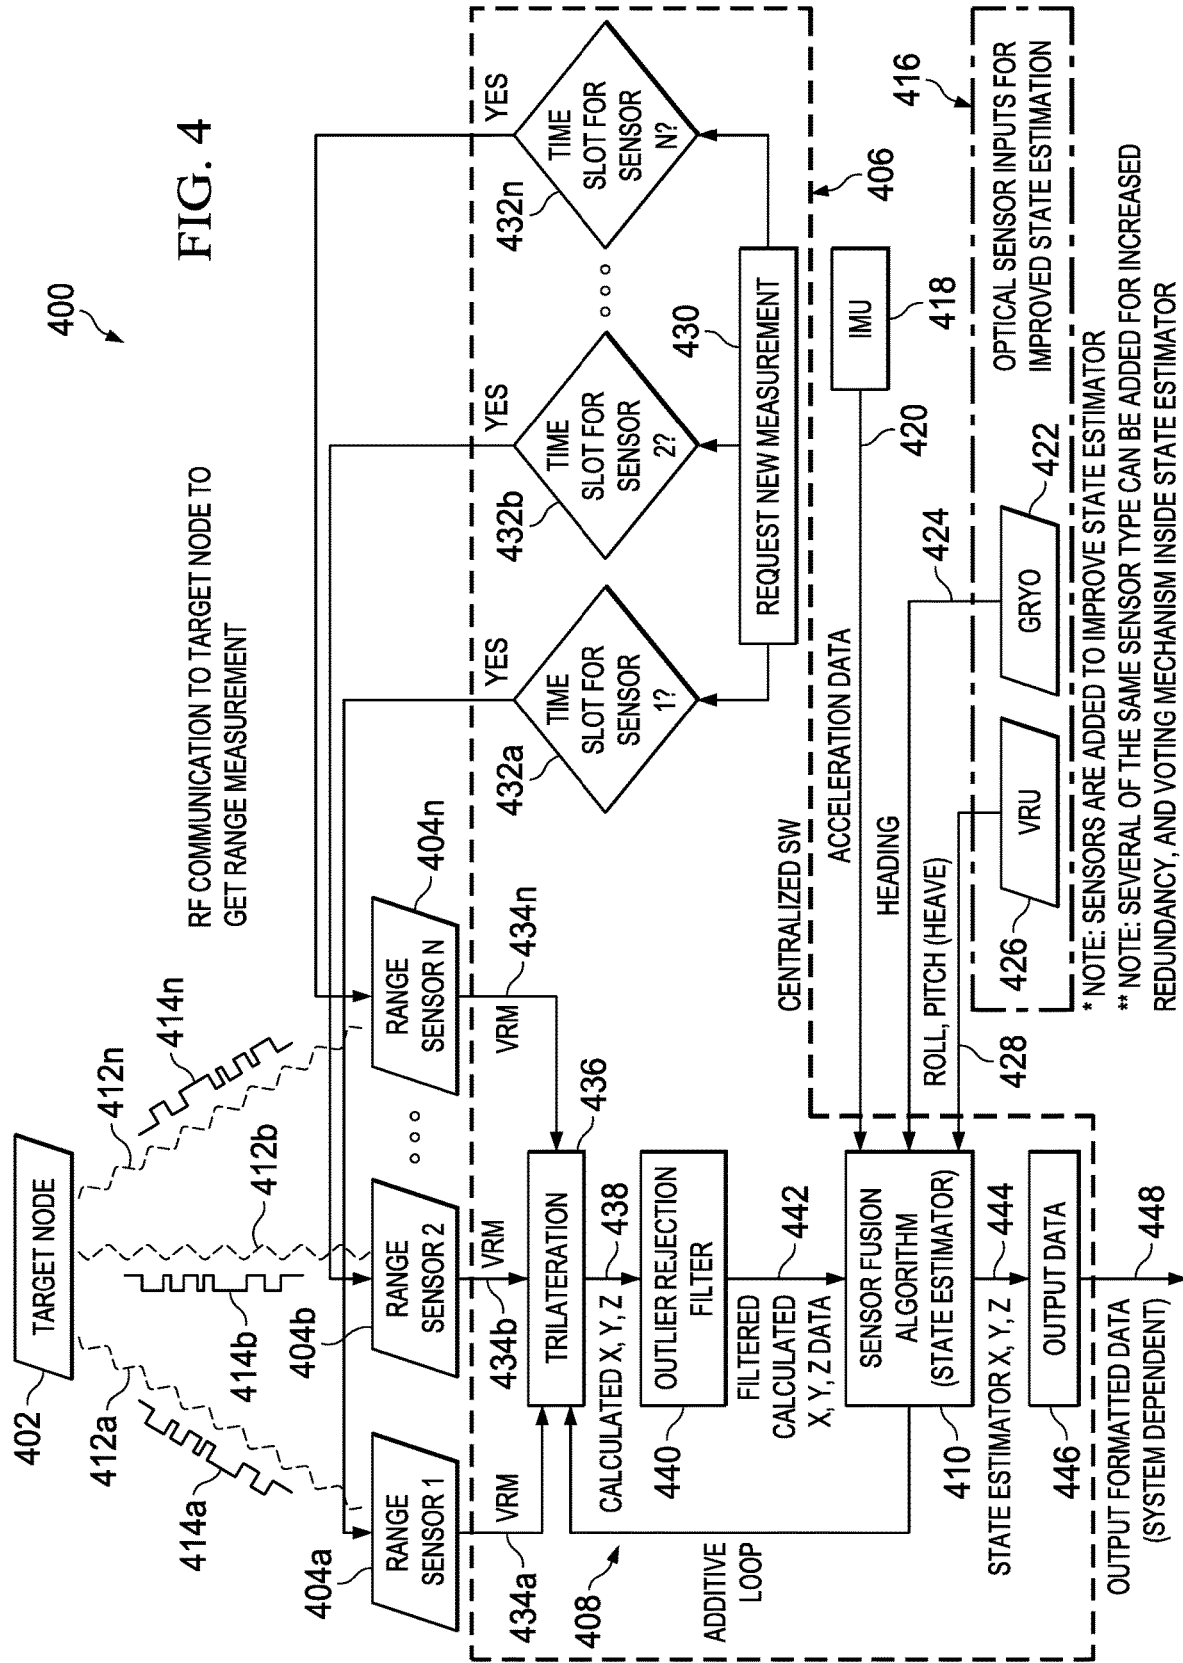 FIG. 4
400
RF COMMUNICATION TO TARGET NODE TO
GET RANGE MEASUREMENT
TARGET NODE
402
412a
414a
412b
414b
412n
414n
RANGE
SENSOR 1
404a
RANGE
SENSOR 2
404b
RANGE
SENSOR N
404n
VRM
434a
VRM
434b
VRM
434n
TIME
SLOT FOR
SENSOR
1?
432a
YES
TIME
SLOT FOR
SENSOR
2?
432b
YES
TIME
SLOT FOR
SENSOR
N?
432n
YES
REQUEST NEW MEASUREMENT
430
CENTRALIZED SW
406
TRILATERATION
436
CALCULATED X, Y, Z
438
OUTLIER REJECTION
FILTER
440
FILTERED
CALCULATED
X, Y, Z DATA
442
ADDITIVE
LOOP
408
SENSOR FUSION
ALGORITHM
(STATE ESTIMATOR)
410
ACCELERATION DATA
420
IMU
418
HEADING
424
ROLL, PITCH (HEAVE)
428
VRU
426
GRYO
422
OPTICAL SENSOR INPUTS FOR
IMPROVED STATE ESTIMATION
416
STATE ESTIMATOR X, Y, Z
444
OUTPUT DATA
446
OUTPUT FORMATTED DATA
(SYSTEM DEPENDENT)
448
* NOTE: SENSORS ARE ADDED TO IMPROVE STATE ESTIMATOR
** NOTE: SEVERAL OF THE SAME SENSOR TYPE CAN BE ADDED FOR INCREASED
REDUNDANCY, AND VOTING MECHANISM INSIDE STATE ESTIMATOR